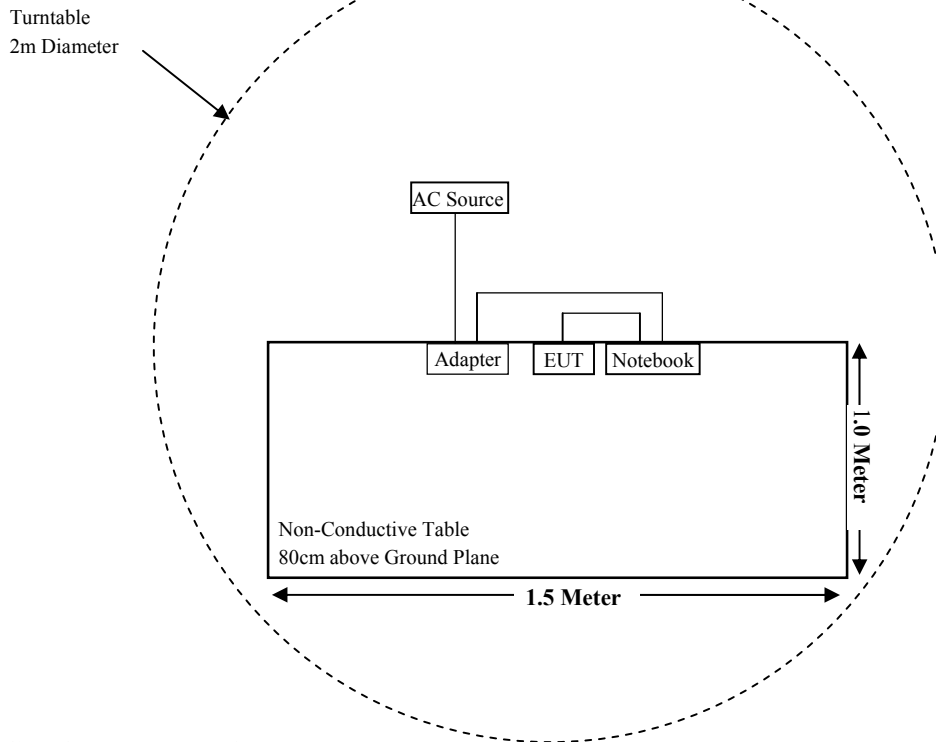 Turntable
2m Diameter
AC Source
Adapter
EUT
Notebook
1.0 Meter
Non-Conductive Table
80cm above Ground Plane
1.5 Meter